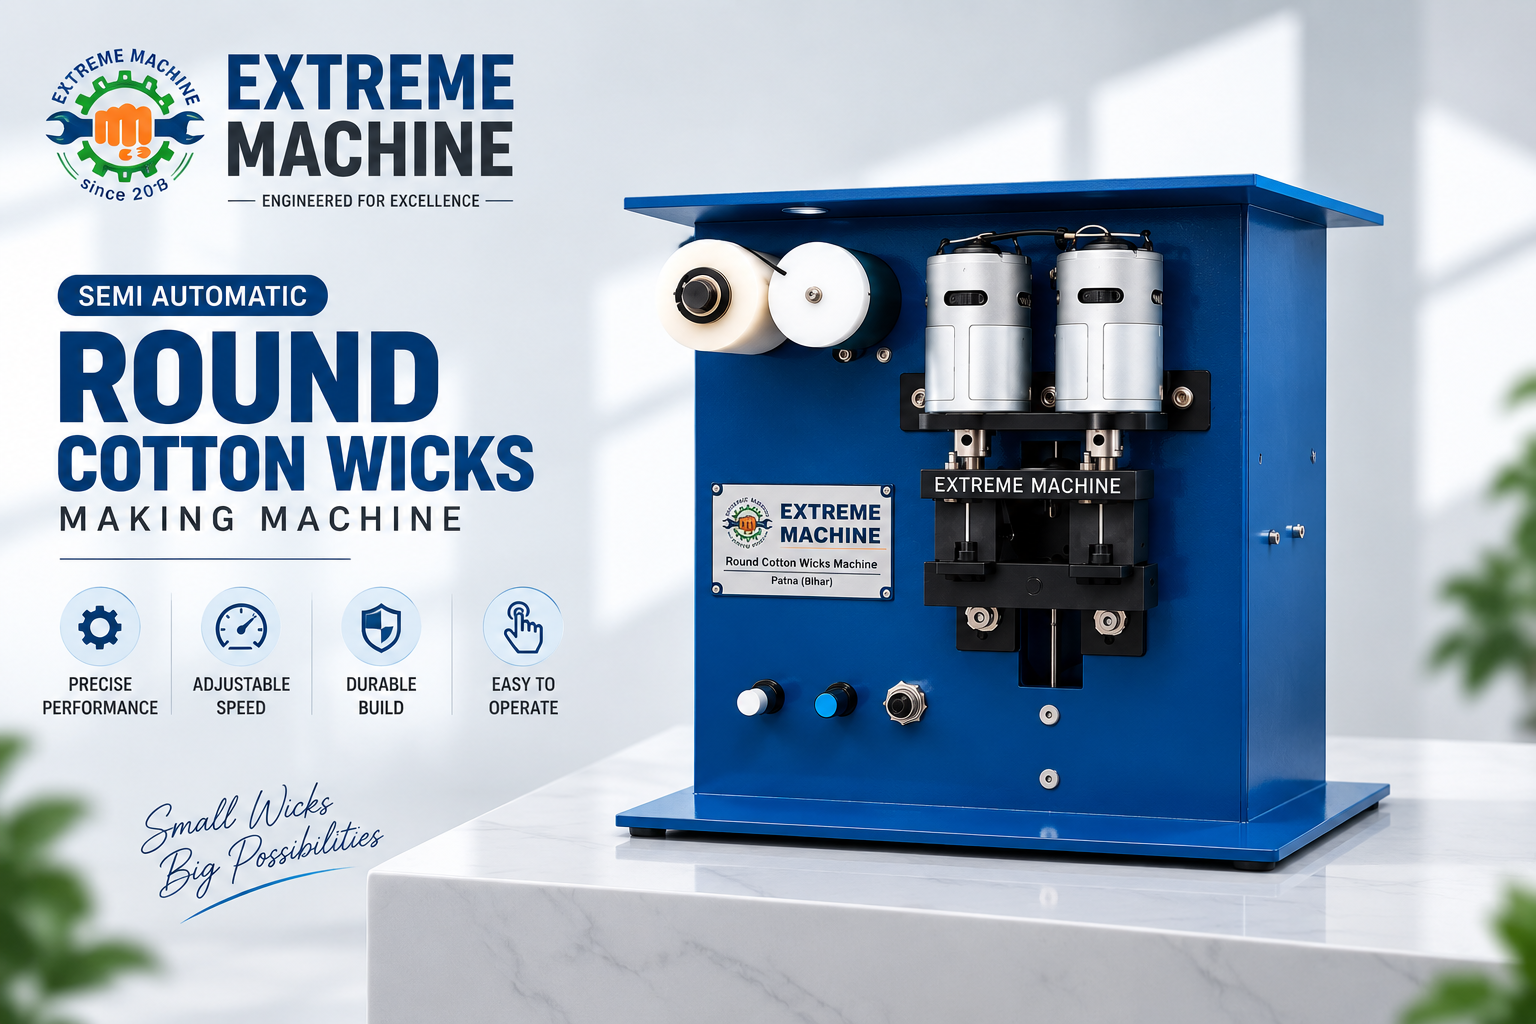 EXTREME MACHINE
since 20
EXTREME
MACHINE
ENGINEERED FOR EXCELLENCE
SEMI AUTOMATIC
ROUND
COTTON WICKS
MAKING MACHINE
PRECISE
PERFORMANCE
ADJUSTABLE
SPEED
DURABLE
BUILD
EASY TO
OPERATE
Small Wicks
Big Possibilities
EXTREME MACHINE
EXTREME
MACHINE
Round Cotton Wicks Machine
Patna (BIhar)